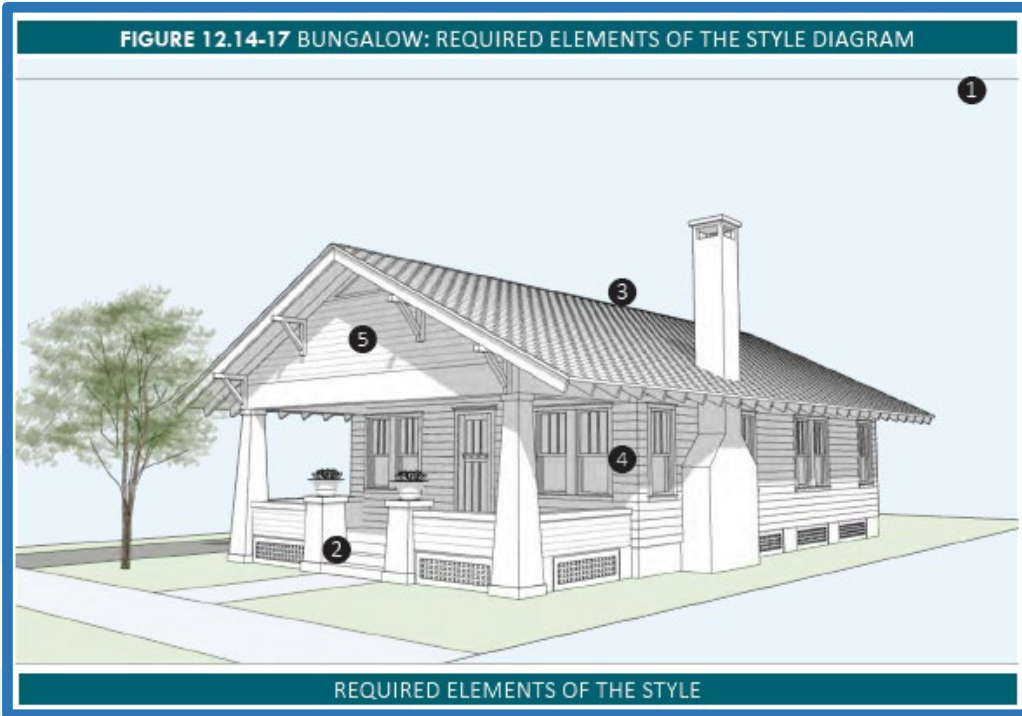 FIGURE 12.14-17 BUNGALOW: REQUIRED ELEMENTS OF THE STYLE DIAGRAM
1
3
5
4
2
REQUIRED ELEMENTS OF THE STYLE